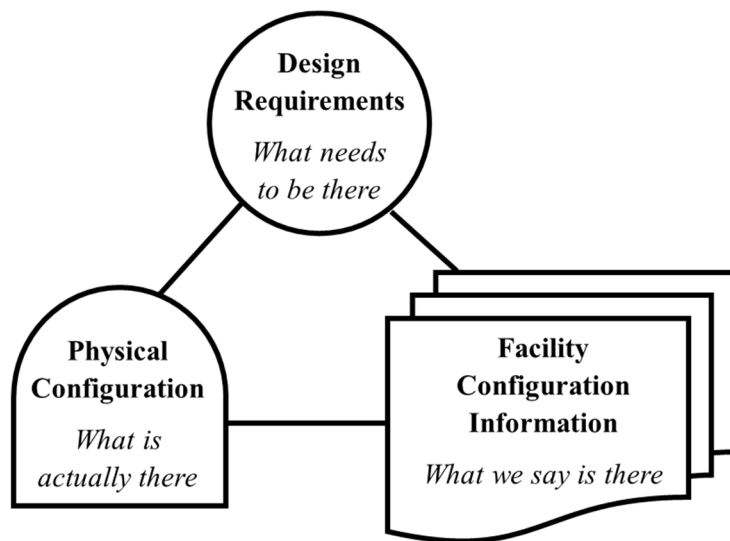 Design
Requirements
What needs
to be there
Physical
Configuration
What is
actually there
Facility
Configuration
Information
What we say is there